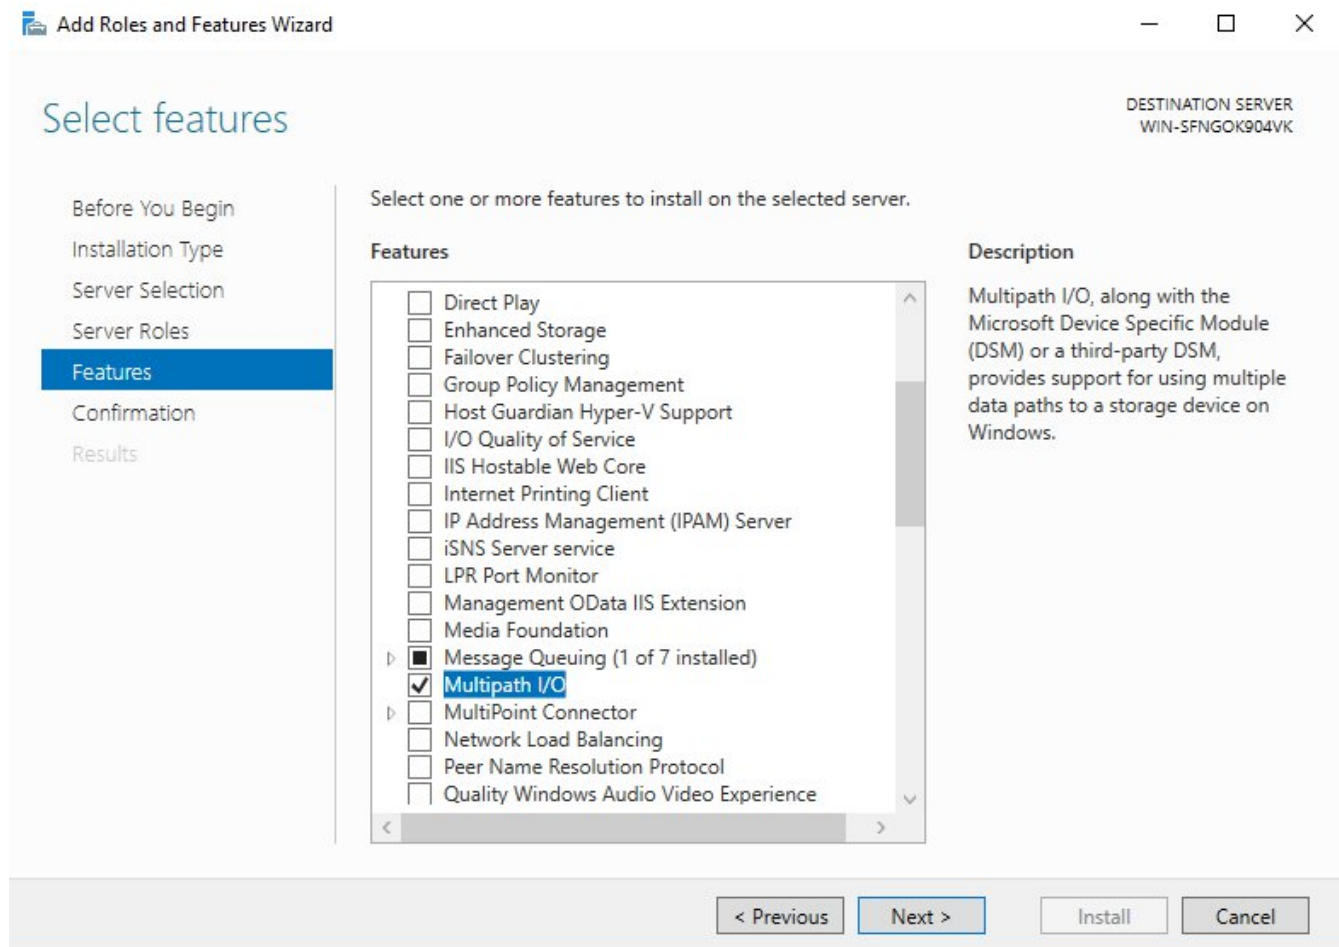 Add Roles and Features Wizard
Select features
DESTINATION SERVER
WIN-SFNGOK904VK
Before You Begin
Installation Type
Server Selection
Server Roles
Features
Confirmation
Results
Select one or more features to install on the selected server.
Features
Direct Play
Enhanced Storage
Failover Clustering
Group Policy Management
Host Guardian Hyper-V Support
I/O Quality of Service
IIS Hostable Web Core
Internet Printing Client
IP Address Management (IPAM) Server
iSNS Server service
LPR Port Monitor
Management OData IIS Extension
Media Foundation
Message Queuing (1 of 7 installed)
Multipath I/O
MultiPoint Connector
Network Load Balancing
Peer Name Resolution Protocol
Quality Windows Audio Video Experience
Description
Multipath I/O, along with the
Microsoft Device Specific Module
(DSM) or a third-party DSM,
provides support for using multiple
data paths to a storage device on
Windows.
< Previous
Next >
Install
Cancel